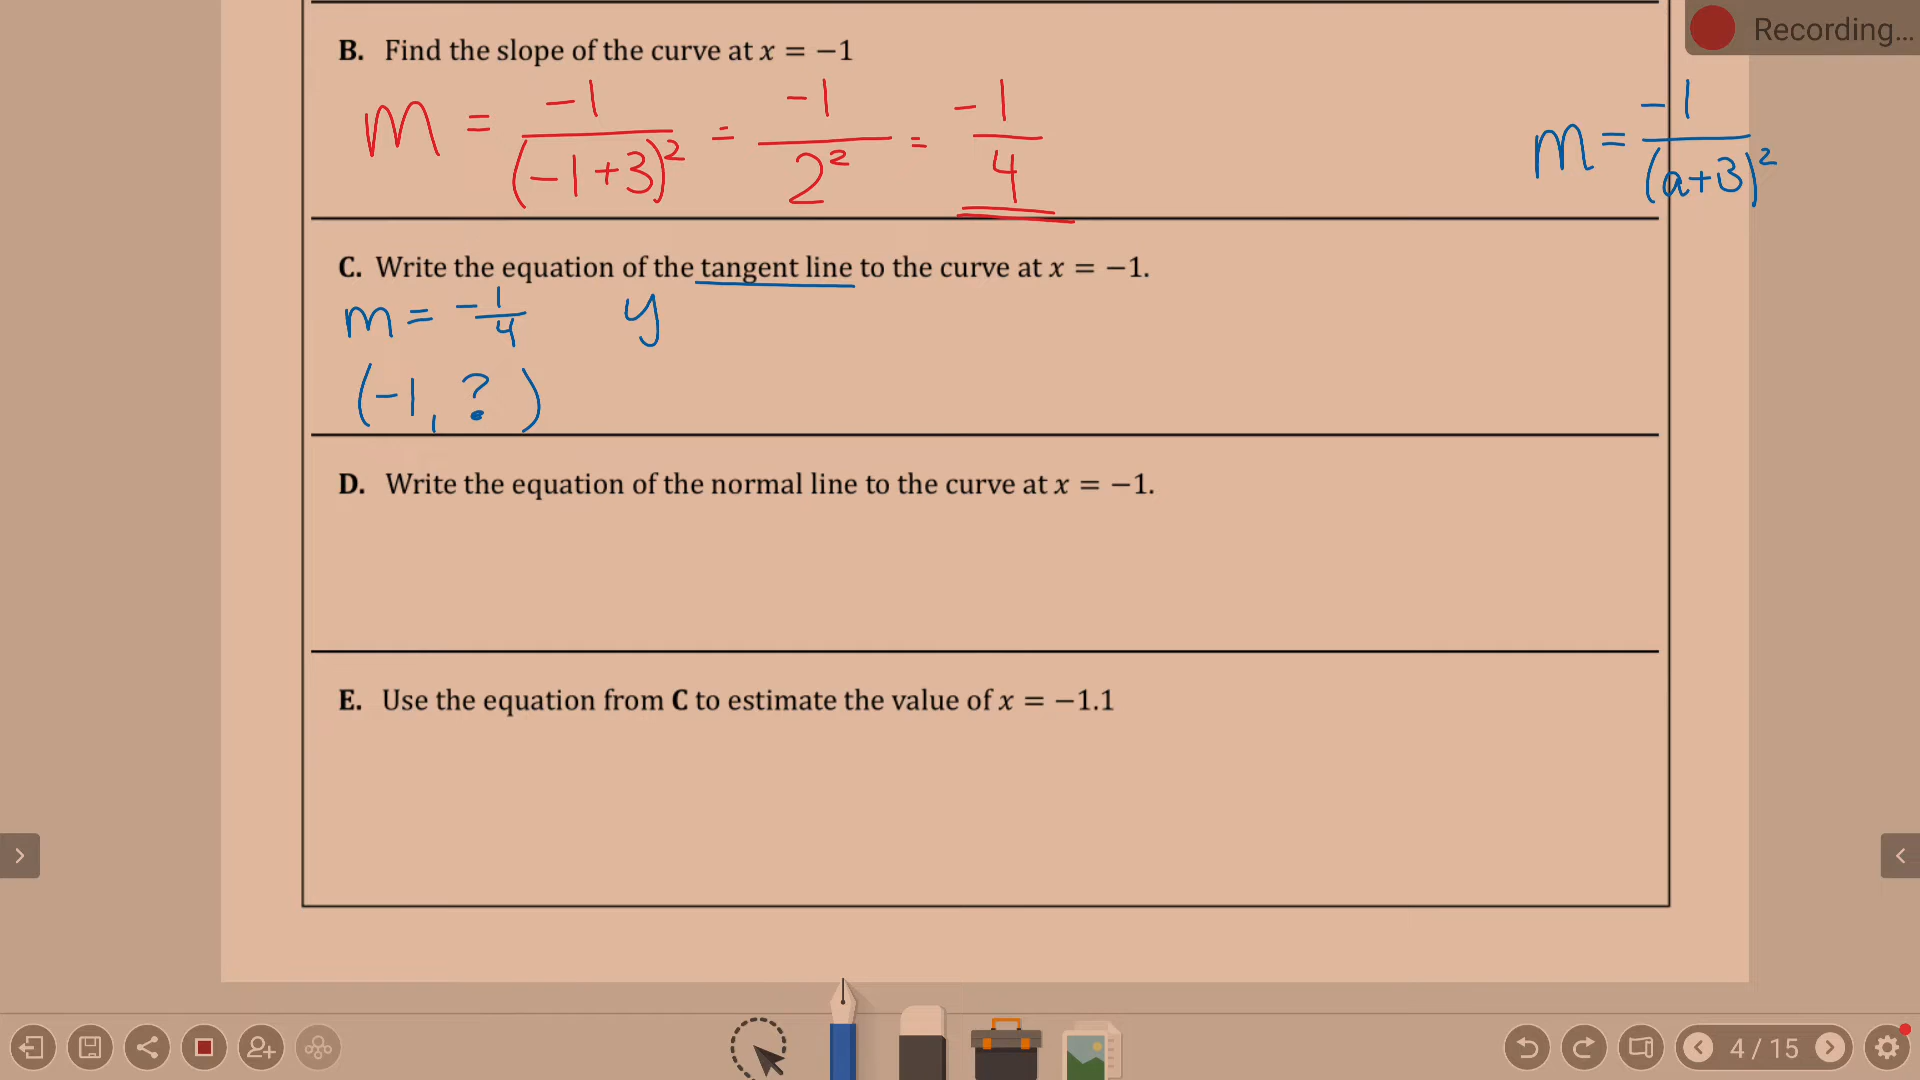 Recording...
B. Find the slope of the curve at x = −1
m = -1/(-1+3)² = -1/2² = -1/4
m = -1/(a+3)²
C. Write the equation of the tangent line to the curve at x = −1.
m = -1/4 y
(-1, ?)
D. Write the equation of the normal line to the curve at x = −1.
E. Use the equation from C to estimate the value of x = −1.1
4 / 15